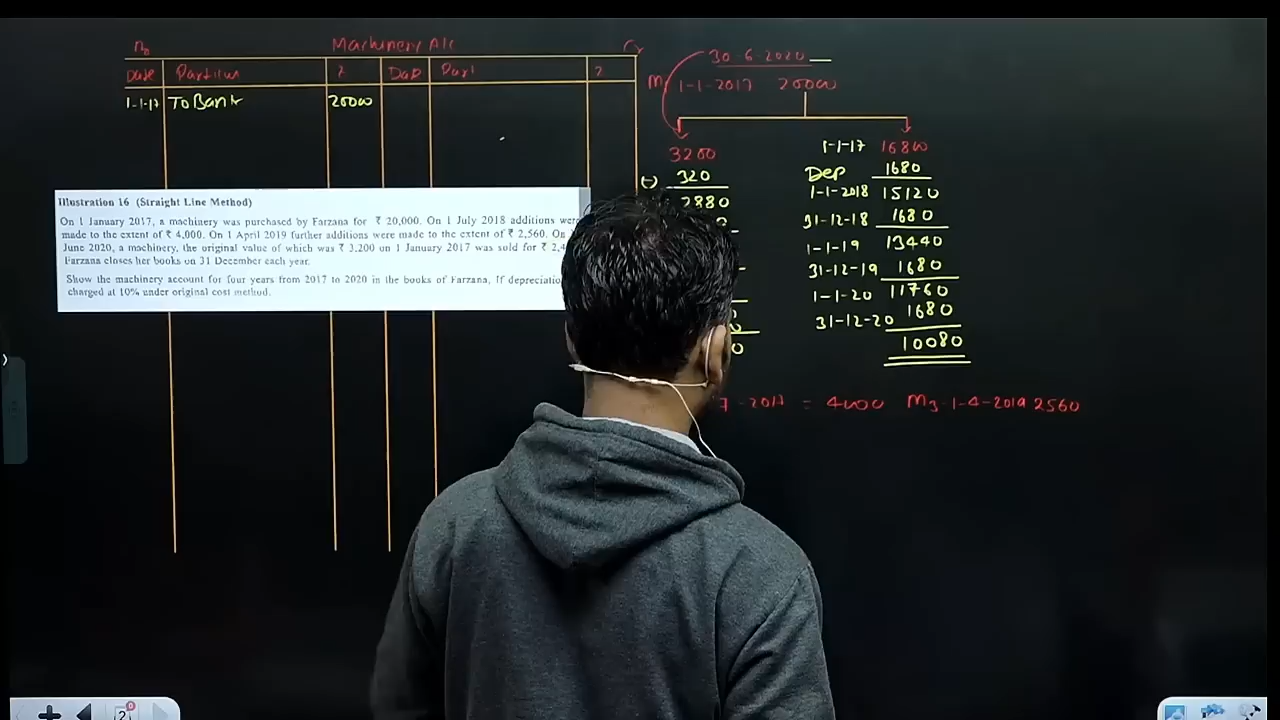 Dr Machinery A/c Cr
Date Particulars ₹ Date Part ₹
1-1-17 To Bank 20000
Illustration 16 (Straight Line Method)
On 1 January 2017, a machinery was purchased by Farzana for ₹ 20,000. On 1 July 2018 additions were
made to the extent of ₹ 4,000. On 1 April 2019 further additions were made to the extent of ₹ 2,560. On
June 2020, a machinery, the original value of which was ₹ 3,200 on 1 January 2017 was sold for ₹ 2,4
Farzana closes her books on 31 December each year.
Show the machinery account for four years from 2017 to 2020 in the books of Farzana, If depreciatio
charged at 10% under original cost method.
30-6-2020
M 1-1-2017 20000
3200
(-) 320
2880
0
0
0
1-1-17 16800
Dep 1680
1-1-2018 15120
31-12-18 1680
1-1-19 13440
31-12-19 1680
1-1-20 11760
31-12-20 1680
10080
7-2017 = 4000 M3-1-4-2019 2560
2